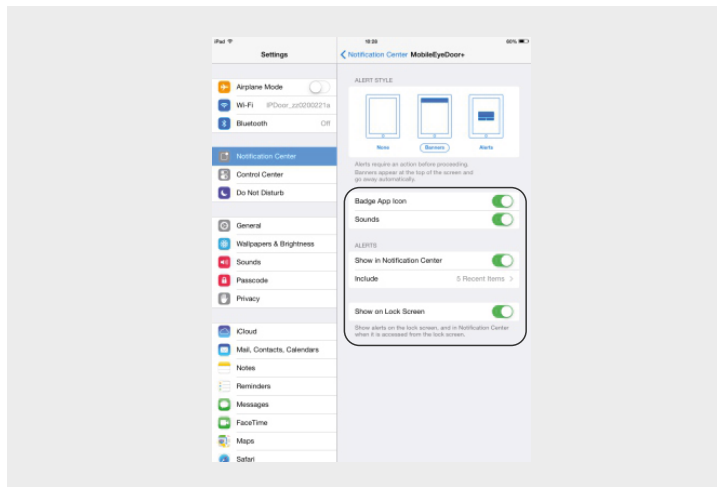 iPad
10:39
60%
Settings
Notification Center MobileEyeDoor+
Airplane Mode
Wi-Fi IPDoor_zz0200221a
Bluetooth Off
Notification Center
Control Center
Do Not Disturb
General
Wallpapers & Brightness
Sounds
Passcode
Privacy
iCloud
Mail, Contacts, Calendars
Notes
Reminders
Messages
FaceTime
Maps
Safari
ALERT STYLE
None Banners Alerts
Alerts require an action before proceeding.
Banners appear at the top of the screen and
go away automatically.
Badge App Icon
Sounds
ALERTS
Show in Notification Center
Include 5 Recent Items
Show on Lock Screen
Show alerts on the lock screen, and in Notification Center
when it is accessed from the lock screen.